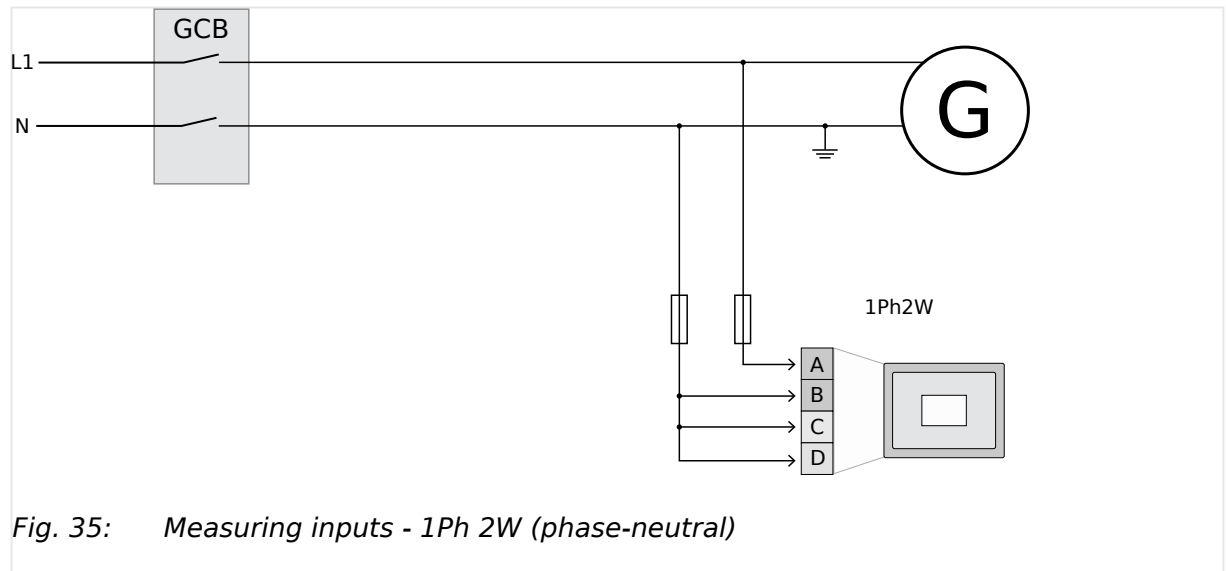 GCB
L1
N
G
1Ph2W
A
B
C
D
Fig. 35: Measuring inputs - 1Ph 2W (phase-neutral)